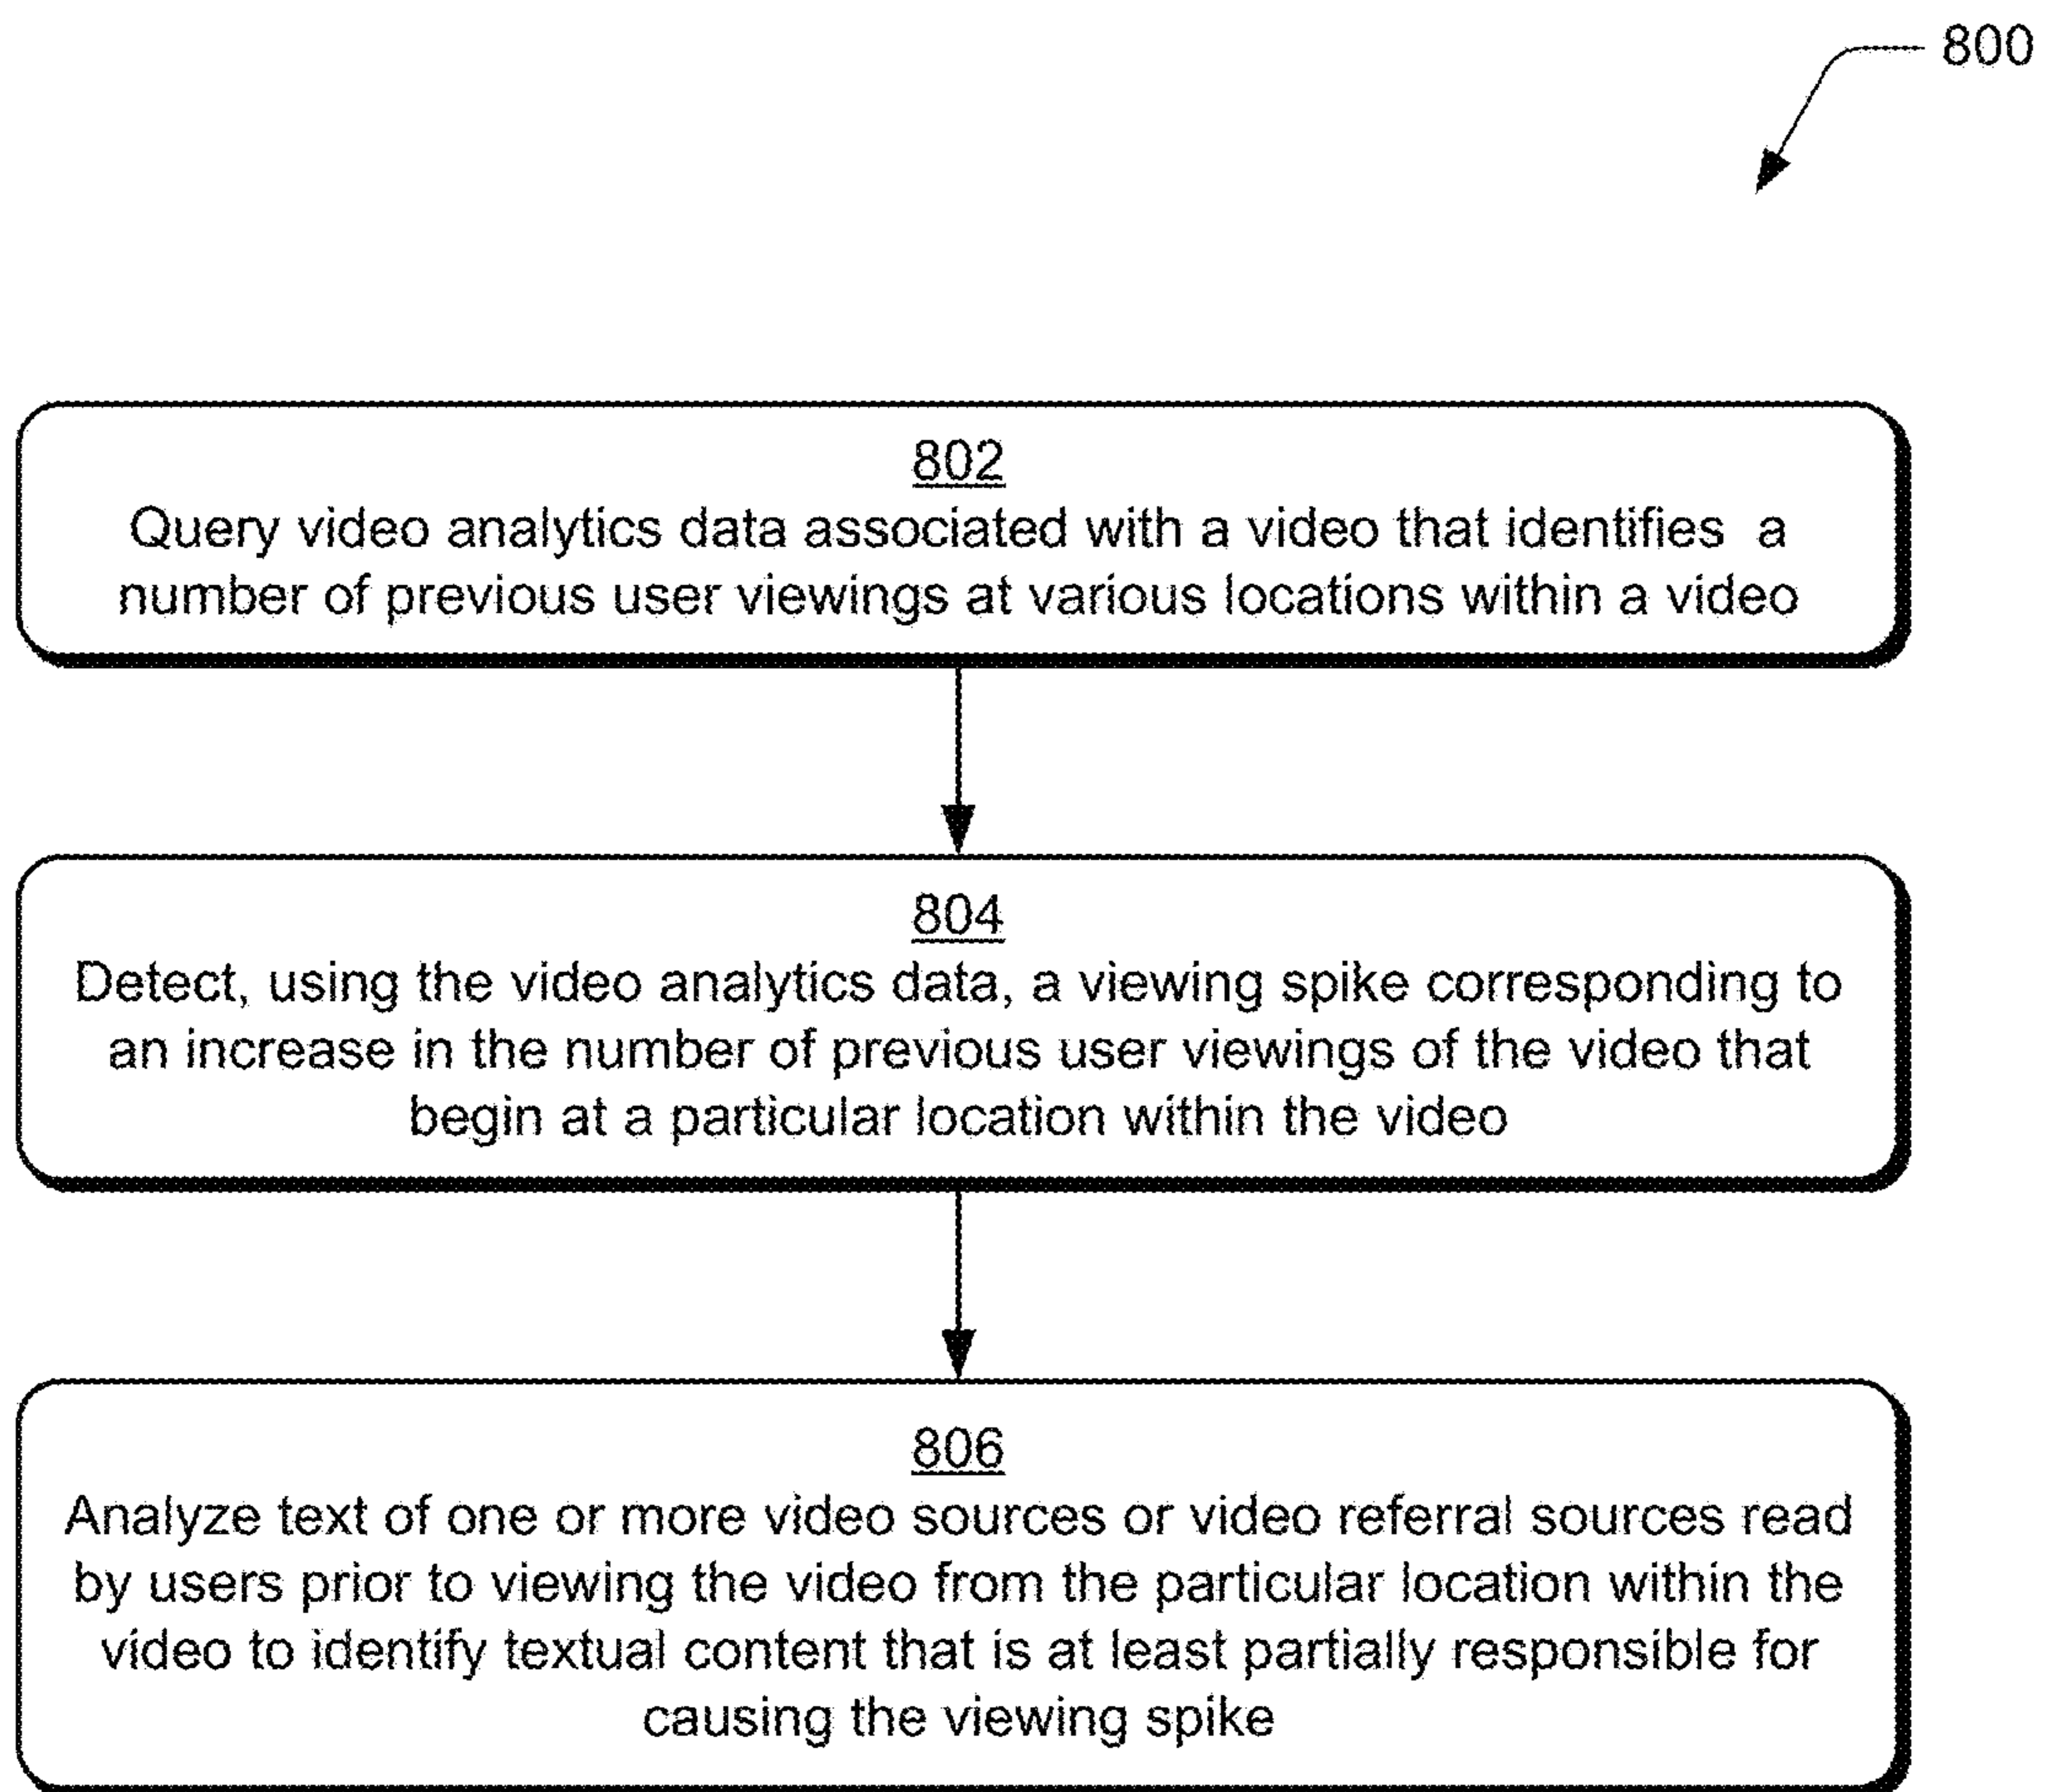 800
802
Query video analytics data associated with a video that identifies a
number of previous user viewings at various locations within a video
804
Detect, using the video analytics data, a viewing spike corresponding to
an increase in the number of previous user viewings of the video that
begin at a particular location within the video
806
Analyze text of one or more video sources or video referral sources read
by users prior to viewing the video from the particular location within the
video to identify textual content that is at least partially responsible for
causing the viewing spike